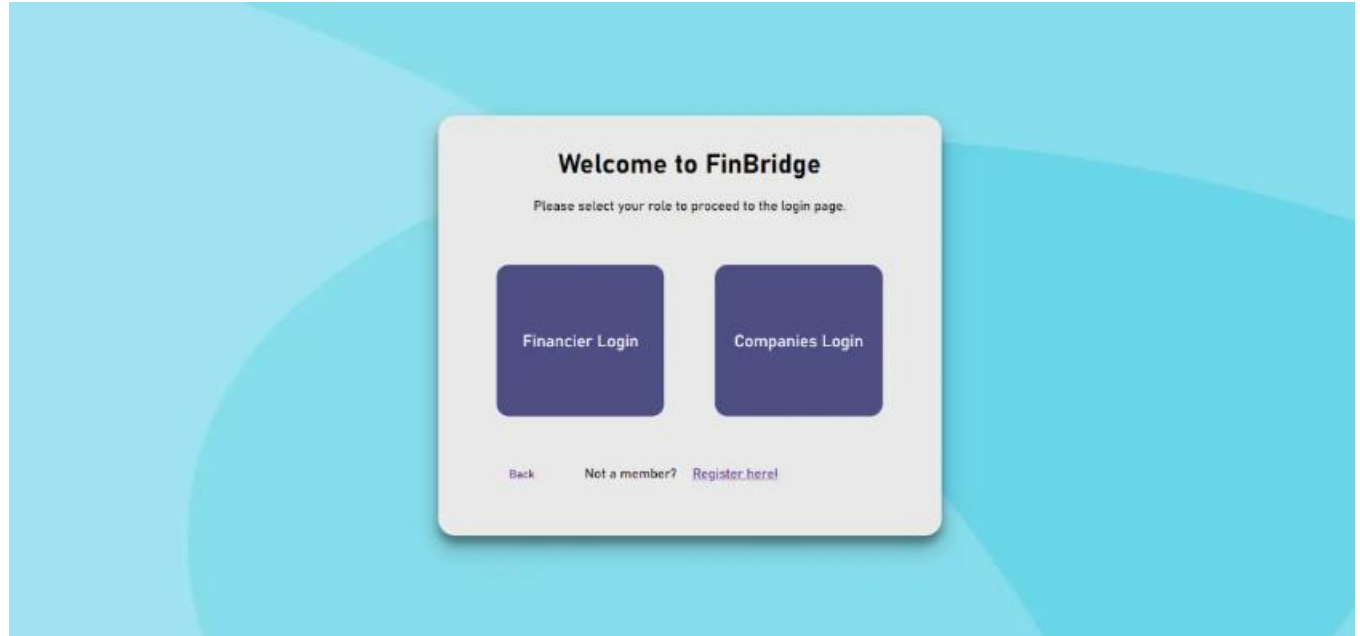 Welcome to FinBridge
Please select your role to proceed to the login page.
Financier Login
Companies Login
Back
Not a member? Register here!